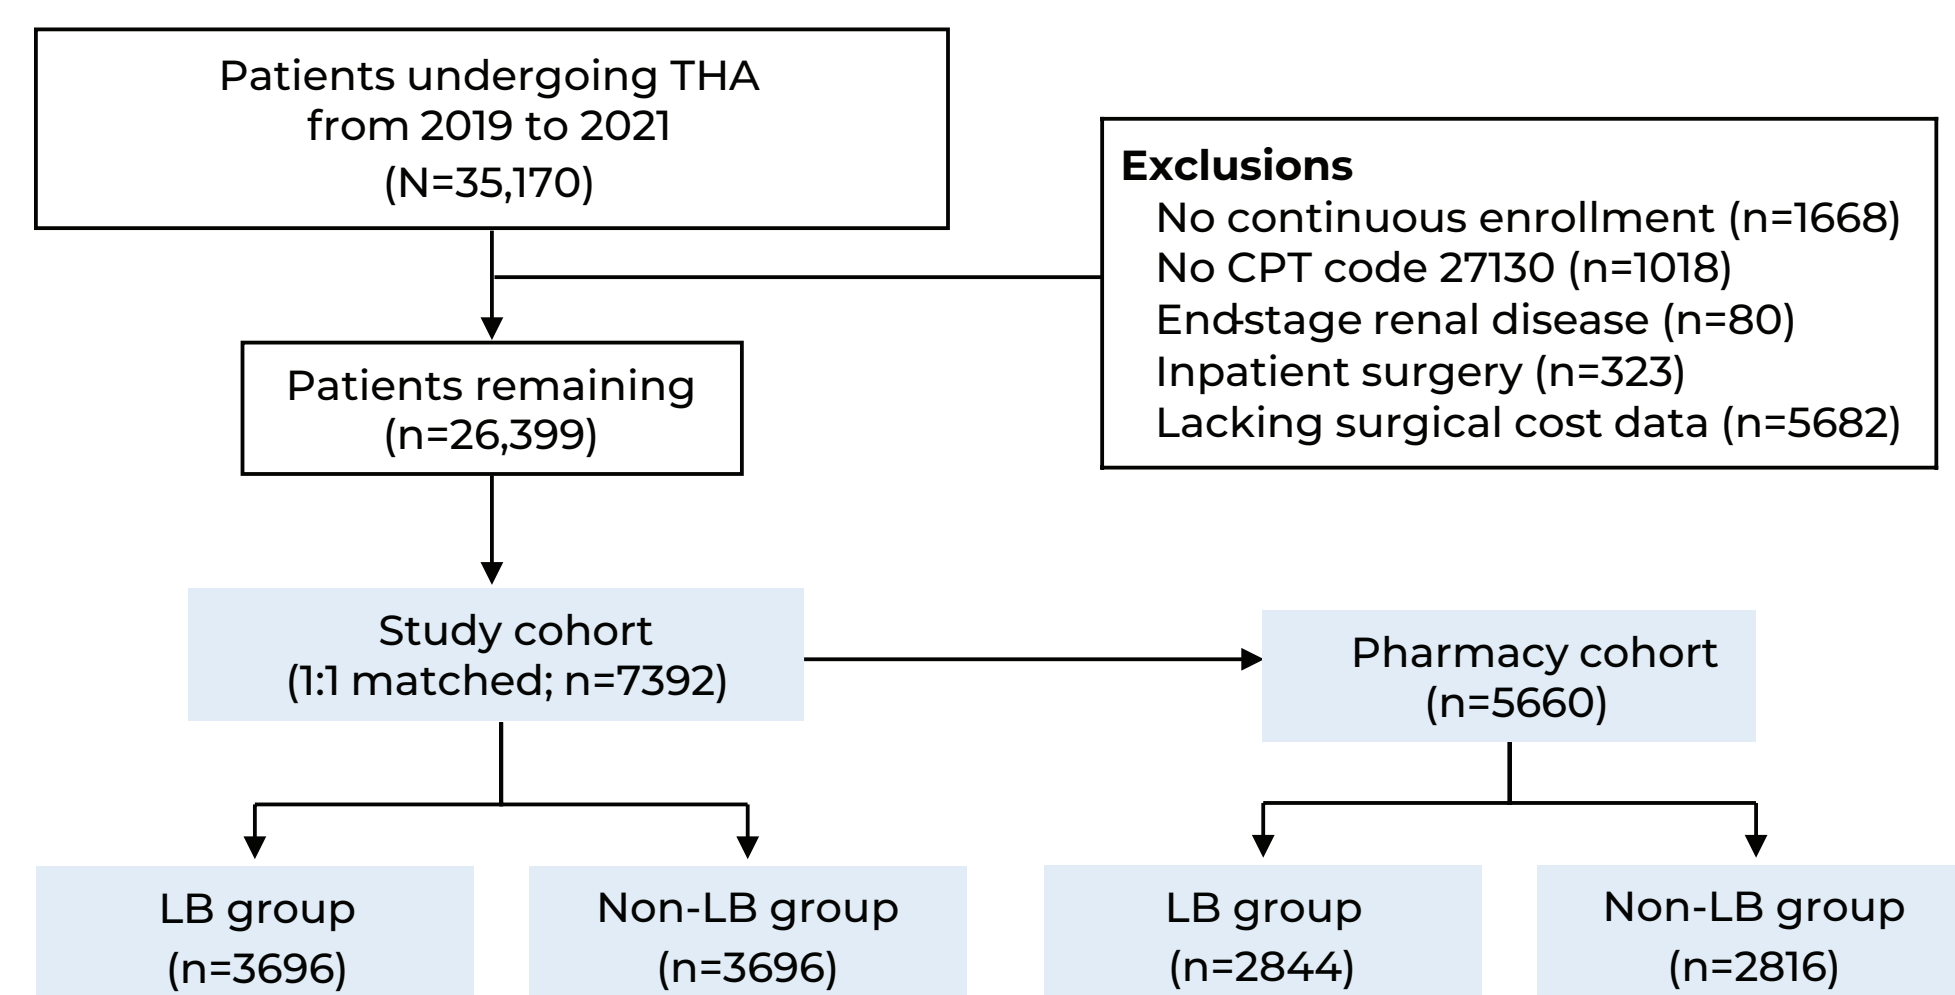 Patients undergoing THA
from 2019 to 2021
(N=35,170)
Exclusions
No continuous enrollment (n=1668)
No CPT code 27130 (n=1018)
End-stage renal disease (n=80)
Inpatient surgery (n=323)
Lacking surgical cost data (n=5682)
Patients remaining
(n=26,399)
Study cohort
(1:1 matched; n=7392)
Pharmacy cohort
(n=5660)
LB group
(n=3696)
Non-LB group
(n=3696)
LB group
(n=2844)
Non-LB group
(n=2816)